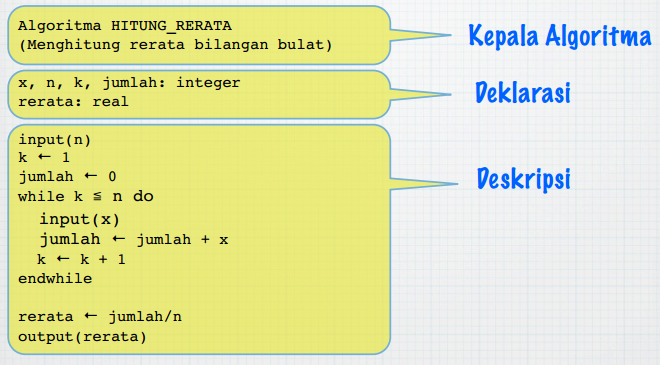 Algoritma HITUNG_RERATA
(Menghitung rerata bilangan bulat)
Kepala Algoritma
x, n, k, jumlah: integer
rerata: real
Deklarasi
input(n)
k ← 1
jumlah ← 0
while k ≦ n do
input(x)
jumlah ← jumlah + x
k ← k + 1
endwhile
rerata ← jumlah/n
output(rerata)
Deskripsi